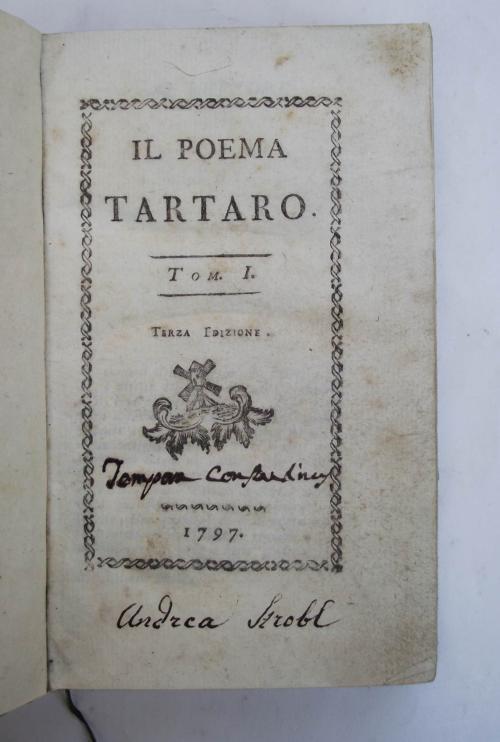 IL POEMA
TARTARO.
TOM. I.
TERZA EDIZIONE.
1797.
Andrea Strobl